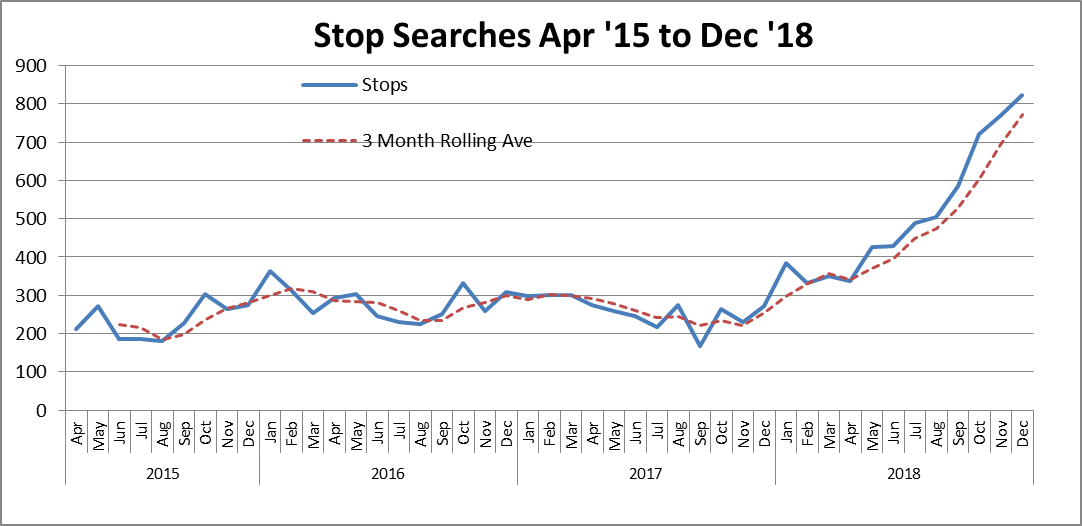 Stop Searches Apr '15 to Dec '18
900
800
700
600
500
400
300
200
100
0
Stops
3 Month Rolling Ave
Apr May Jun Jul Aug Sep Oct Nov Dec Jan Feb Mar Apr May Jun Jul Aug Sep Oct Nov Dec Jan Feb Mar Apr May Jun Jul Aug Sep Oct Nov Dec Jan Feb Mar Apr May Jun Jul Aug Sep Oct Nov Dec
2015 2016 2017 2018